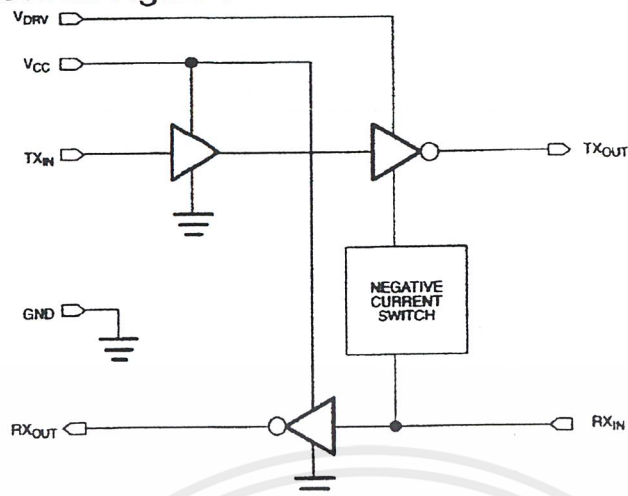 VDRV
VCC
TXIN
TXOUT
NEGATIVE
CURRENT
SWITCH
GND
RXOUT
RXIN